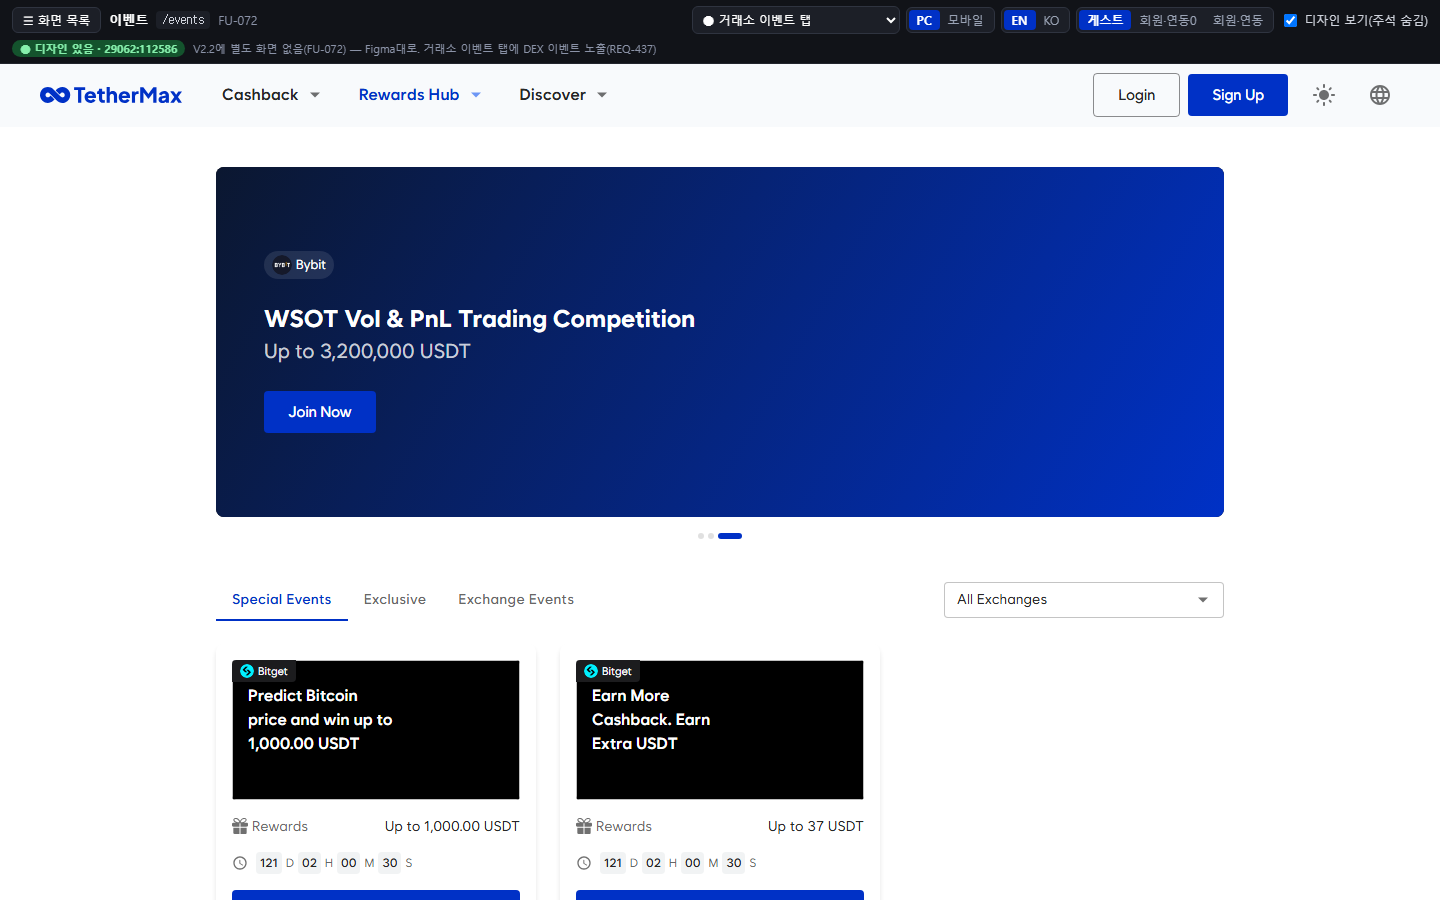 ☰ 화면 목록 이벤트 /events FU-072 ● 거래소 이벤트 탭 PC 모바일 EN KO 게스트 회원·연동0 회원·연동 디자인 보기(주석 숨김)
● 디자인 있음 · 29062:112586 V2.2에 별도 화면 없음(FU-072) — Figma대로. 거래소 이벤트 탭에 DEX 이벤트 노출(REQ-437)
TetherMax Cashback Rewards Hub Discover Login Sign Up
BYBIT Bybit
WSOT Vol & PnL Trading Competition
Up to 3,200,000 USDT
Join Now
Special Events Exclusive Exchange Events All Exchanges
Bitget
Predict Bitcoin
price and win up to
1,000.00 USDT
Rewards Up to 1,000.00 USDT
121 D 02 H 00 M 30 S
Bitget
Earn More
Cashback. Earn
Extra USDT
Rewards Up to 37 USDT
121 D 02 H 00 M 30 S